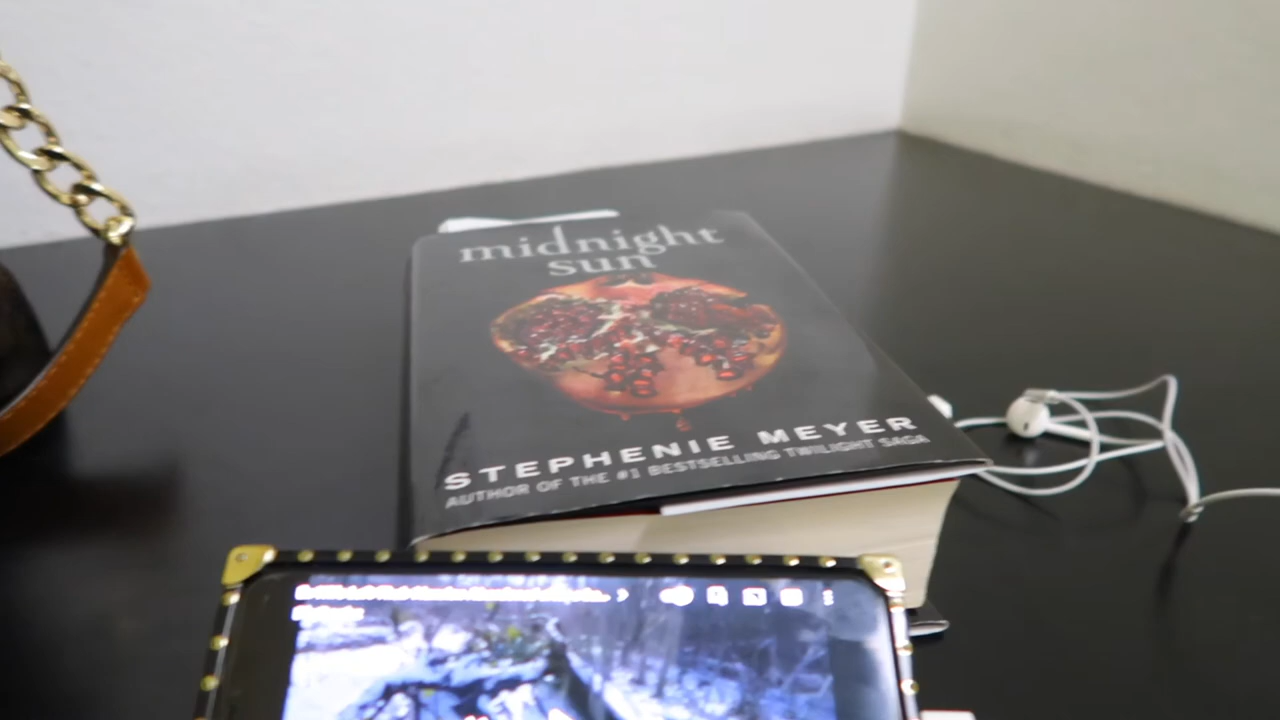 midnight
sun
STEPHENIE MEYER
AUTHOR OF THE #1 BESTSELLING TWILIGHT SAGA